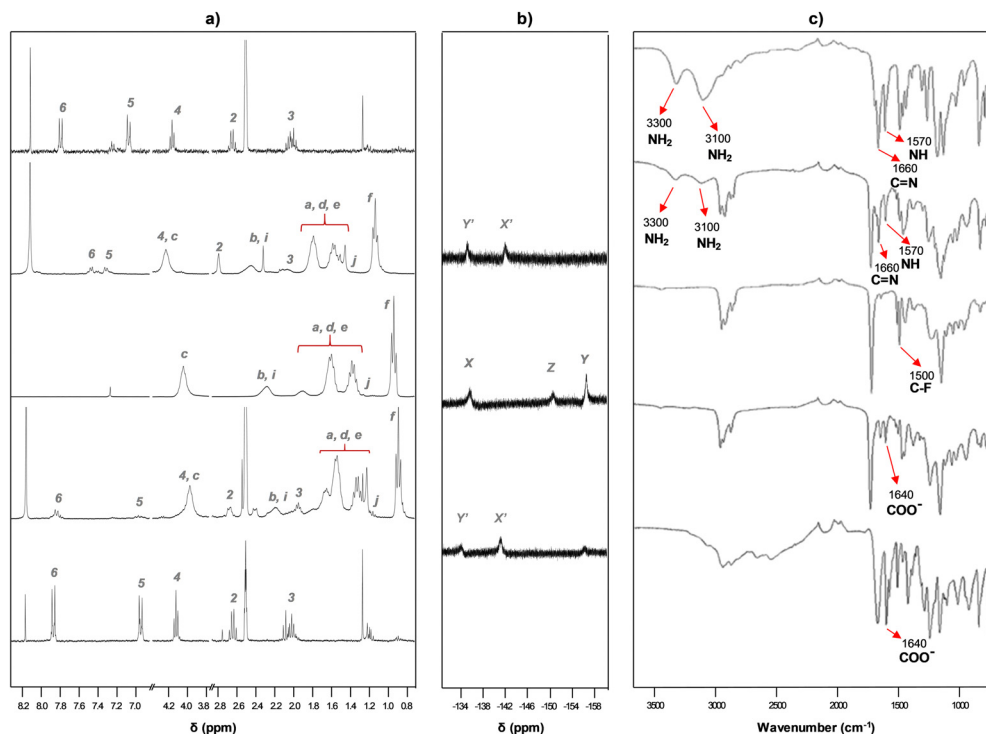 a)
6
5
4
2
3
6
5
4, c
2
b, i
3
a, d, e
j
f
c
b, i
a, d, e
j
f
6
5
4, c
2
b, i
3
a, d, e
j
f
6
5
4
2
3
8.2 7.8 7.4 7.0 4.2 4.0 3.8 2.8 2.6 2.4 2.2 2.0 1.8 1.6 1.4 1.2 1.0 0.8
δ (ppm)
b)
Y'
X'
X
Z
Y
Y'
X'
-134 -138 -142 -146 -150 -154 -158
δ (ppm)
c)
3300
NH2
3100
NH2
1570
NH
1660
C=N
3300
NH2
3100
NH2
1570
NH
1660
C=N
1500
C-F
1640
COO⁻
1640
COO⁻
3500 3000 2500 2000 1500 1000
Wavenumber (cm⁻¹)